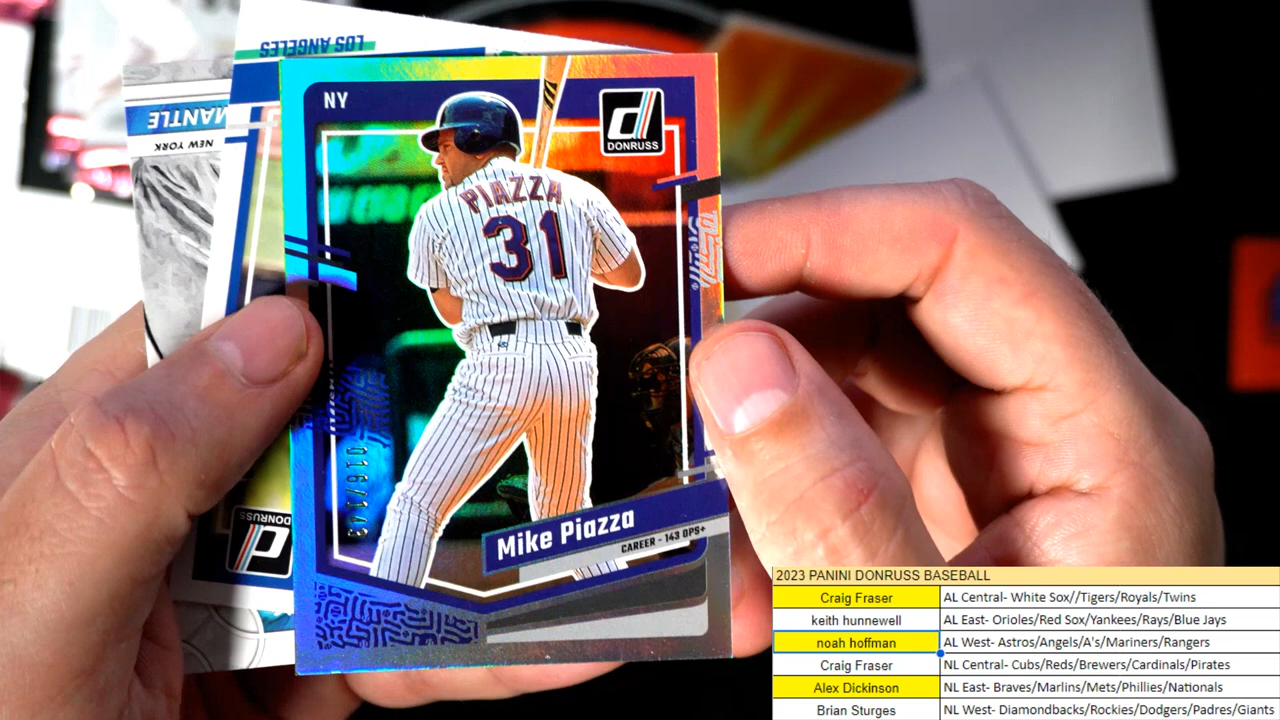 LOS ANGELES
MANTLE
NEW YORK
NY
DONRUSS
PIAZZA
31
016/143
Mike Piazza
CAREER - 143 OPS+
DONRUSS
2023 PANINI DONRUSS BASEBALL
Craig Fraser AL Central- White Sox//Tigers/Royals/Twins
keith hunnewell AL East- Orioles/Red Sox/Yankees/Rays/Blue Jays
noah hoffman AL West- Astros/Angels/A's/Mariners/Rangers
Craig Fraser NL Central- Cubs/Reds/Brewers/Cardinals/Pirates
Alex Dickinson NL East- Braves/Marlins/Mets/Phillies/Nationals
Brian Sturges NL West- Diamondbacks/Rockies/Dodgers/Padres/Giants